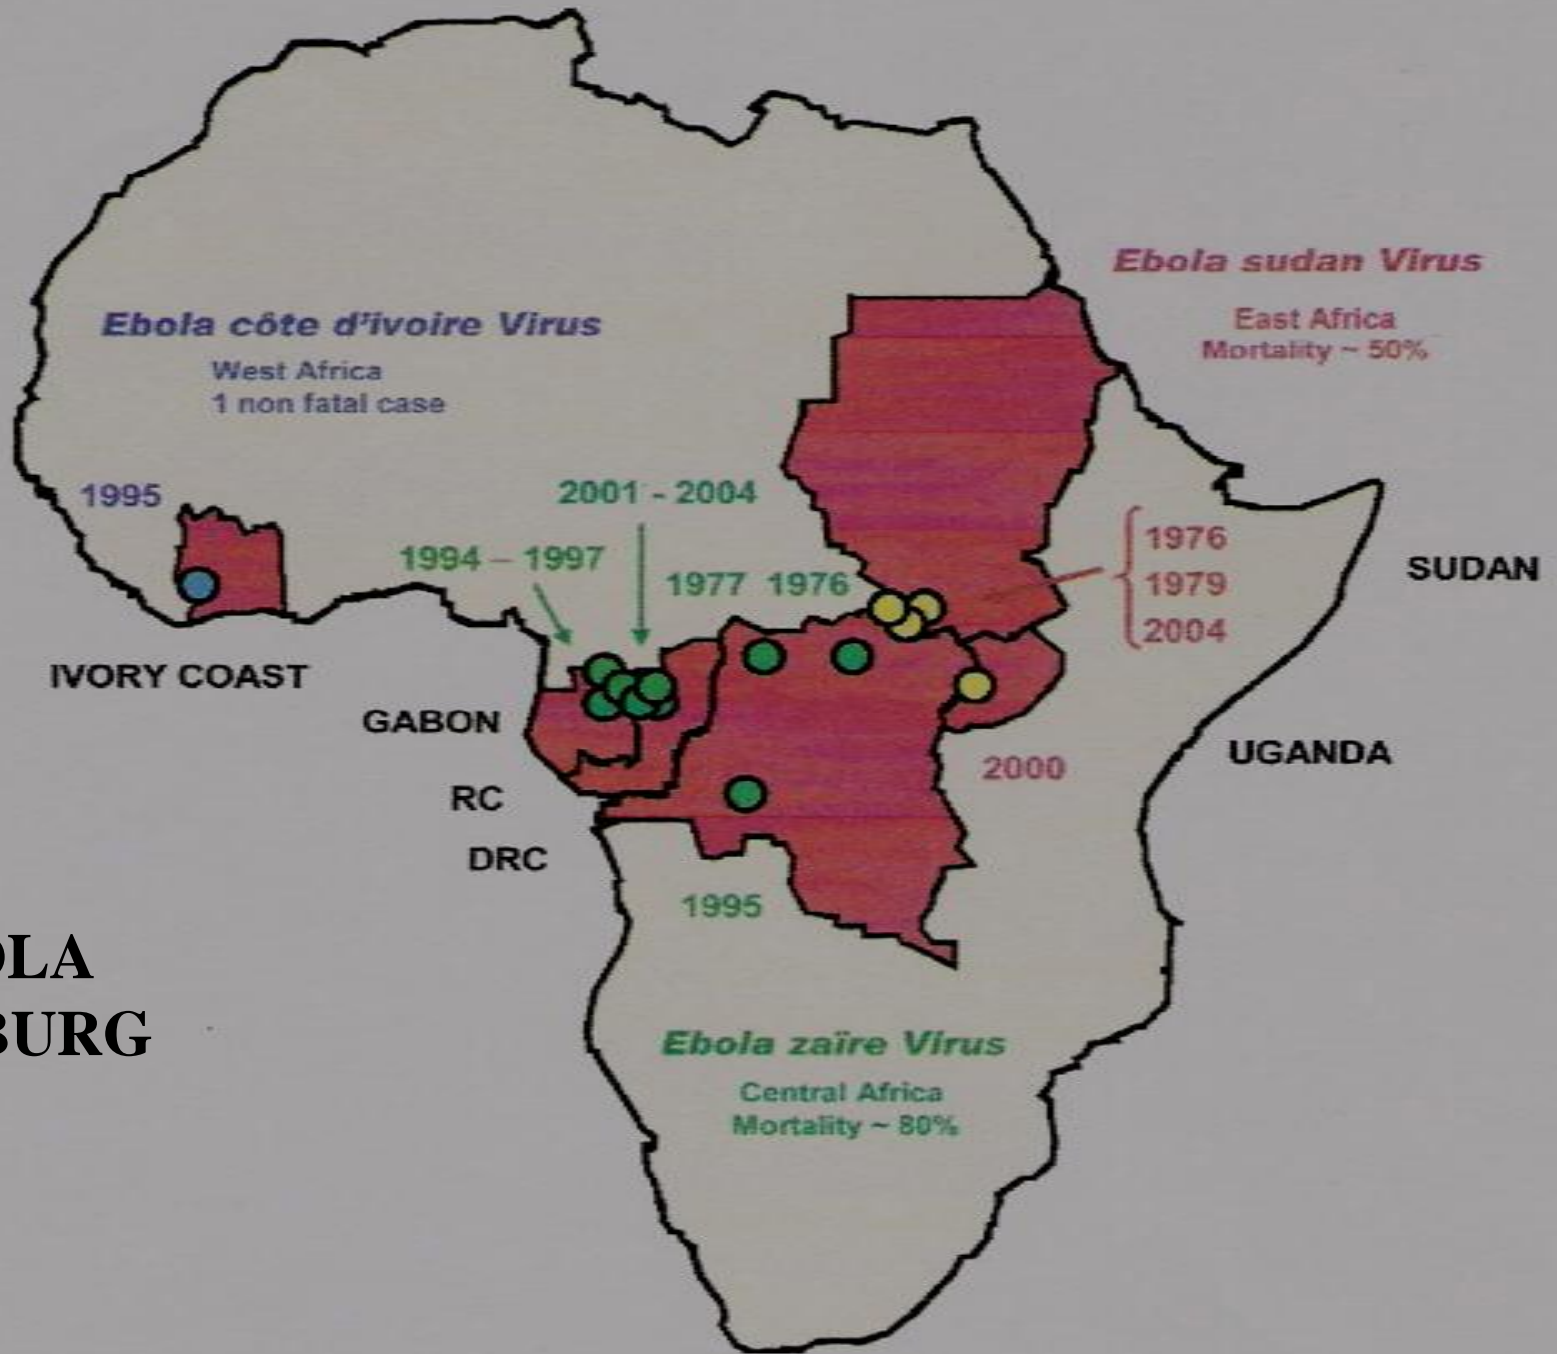 Ebola sudan Virus
East Africa
Mortality ~ 50%
Ebola côte d'ivoire Virus
West Africa
1 non fatal case
1995
2001 - 2004
1994 – 1997
1977 1976
1976
1979
2004
SUDAN
IVORY COAST
GABON
UGANDA
2000
RC
DRC
1995
OLA
BURG
Ebola zaïre Virus
Central Africa
Mortality ~ 80%